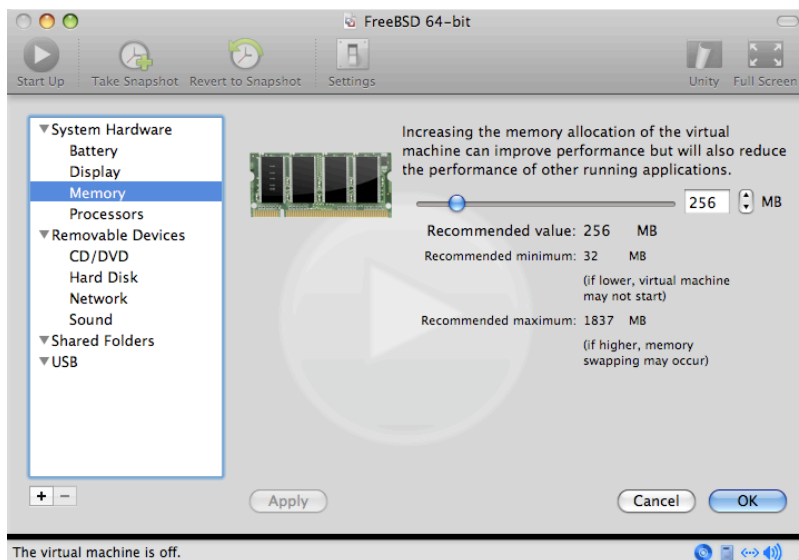 FreeBSD 64-bit
Start Up Take Snapshot Revert to Snapshot Settings Unity Full Screen
System Hardware
Battery
Display
Memory
Processors
Removable Devices
CD/DVD
Hard Disk
Network
Sound
Shared Folders
USB
Increasing the memory allocation of the virtual
machine can improve performance but will also reduce
the performance of other running applications.
256 MB
Recommended value: 256 MB
Recommended minimum: 32 MB
(if lower, virtual machine
may not start)
Recommended maximum: 1837 MB
(if higher, memory
swapping may occur)
+ −
Apply Cancel OK
The virtual machine is off.